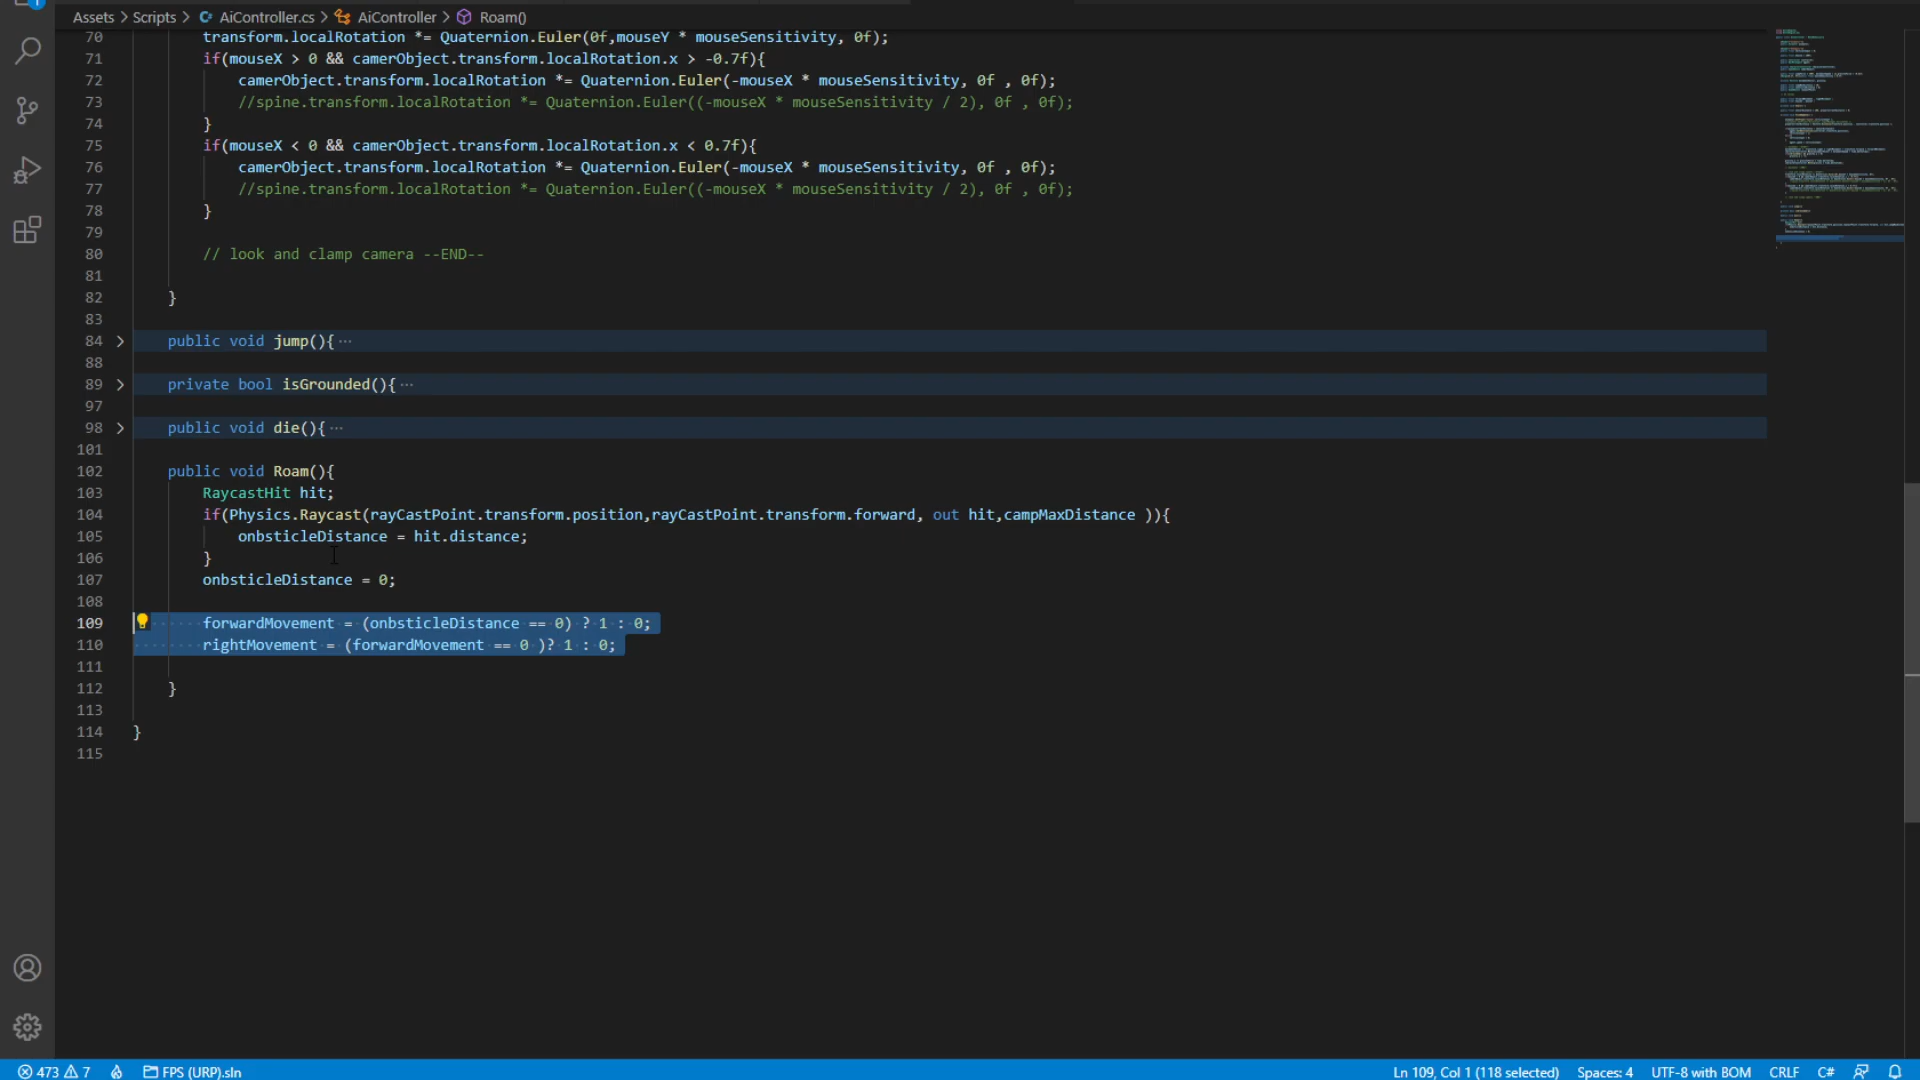 Assets > Scripts > AiController.cs > AiController > Roam()
70 transform.localRotation *= Quaternion.Euler(0f,mouseY * mouseSensitivity, 0f);
71 if(mouseX > 0 && camerObject.transform.localRotation.x > -0.7f){
72 camerObject.transform.localRotation *= Quaternion.Euler(-mouseX * mouseSensitivity, 0f , 0f);
73 //spine.transform.localRotation *= Quaternion.Euler((-mouseX * mouseSensitivity / 2), 0f , 0f);
74 }
75 if(mouseX < 0 && camerObject.transform.localRotation.x < 0.7f){
76 camerObject.transform.localRotation *= Quaternion.Euler(-mouseX * mouseSensitivity, 0f , 0f);
77 //spine.transform.localRotation *= Quaternion.Euler((-mouseX * mouseSensitivity / 2), 0f , 0f);
78 }
79
80 // look and clamp camera --END--
81
82 }
83
84 public void jump(){ ...
88
89 private bool isGrounded(){ ...
97
98 public void die(){ ...
101
102 public void Roam(){
103 RaycastHit hit;
104 if(Physics.Raycast(rayCastPoint.transform.position,rayCastPoint.transform.forward, out hit,campMaxDistance )){
105 onbsticleDistance = hit.distance;
106 }
107 onbsticleDistance = 0;
108
109 forwardMovement = (onbsticleDistance == 0) ? 1 : 0;
110 rightMovement = (forwardMovement == 0 )? 1 : 0;
111
112 }
113
114 }
115
473 7 FPS (URP).sln Ln 109, Col 1 (118 selected) Spaces: 4 UTF-8 with BOM CRLF C#